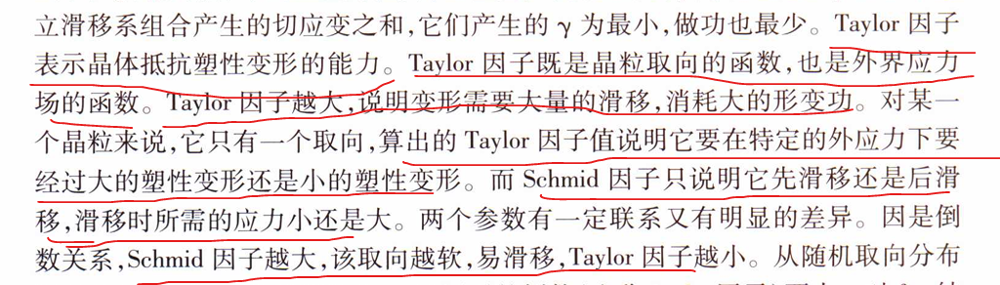 立滑移系组合产生的切应变之和,它们产生的 γ 为最小,做功也最少。Taylor 因子
表示晶体抵抗塑性变形的能力。Taylor 因子既是晶粒取向的函数,也是外界应力
场的函数。Taylor 因子越大,说明变形需要大量的滑移,消耗大的形变功。对某一
个晶粒来说,它只有一个取向,算出的 Taylor 因子值说明它要在特定的外应力下要
经过大的塑性变形还是小的塑性变形。而 Schmid 因子只说明它先滑移还是后滑
移,滑移时所需的应力小还是大。两个参数有一定联系又有明显的差异。因是倒
数关系,Schmid 因子越大,该取向越软,易滑移,Taylor 因子越小。从随机取向分布